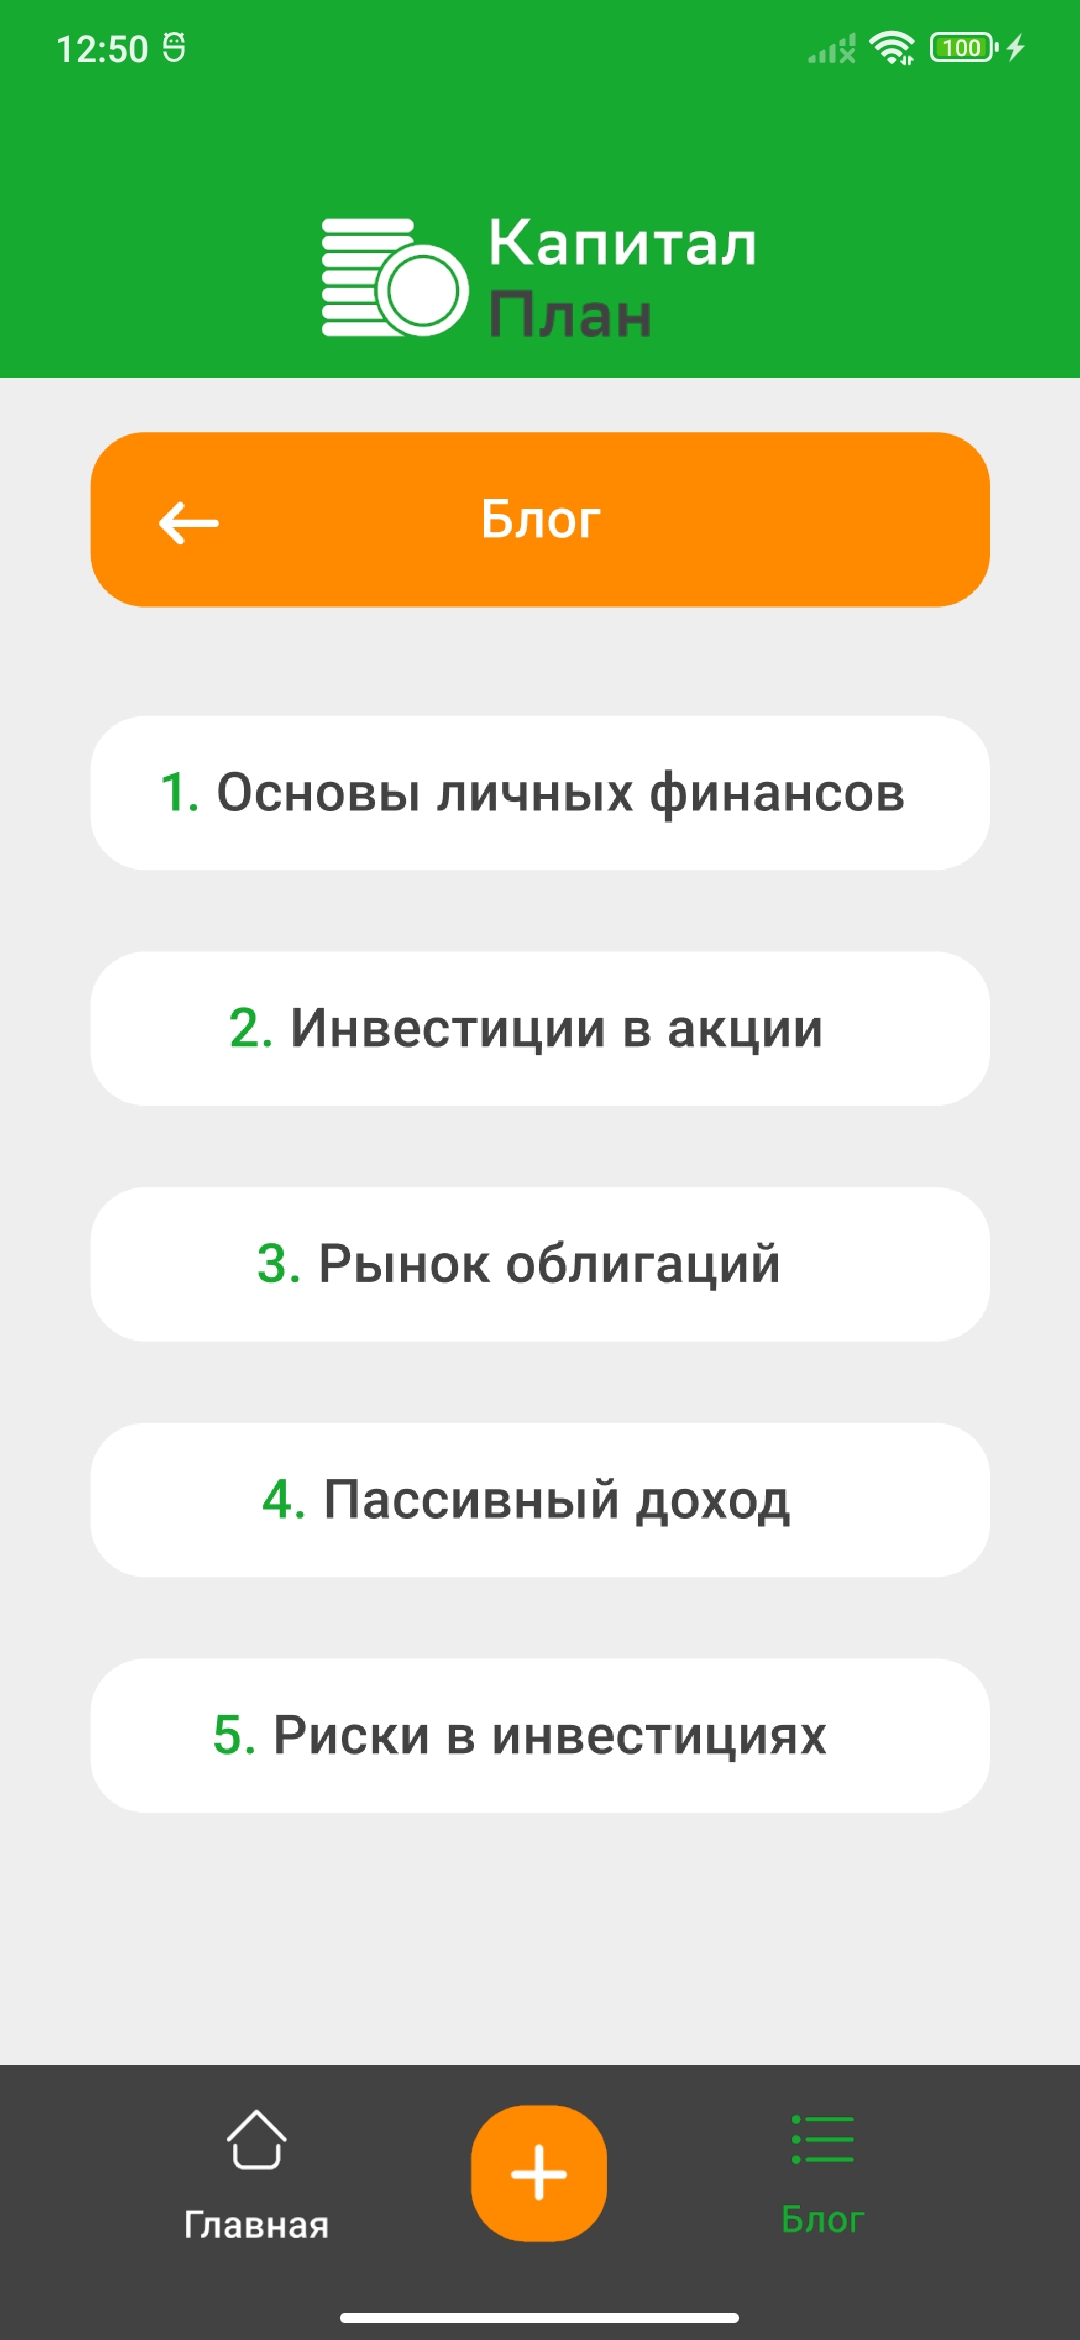 12:50
100
Капитал
План
Блог
1. Основы личных финансов
2. Инвестиции в акции
3. Рынок облигаций
4. Пассивный доход
5. Риски в инвестициях
Главная
Блог